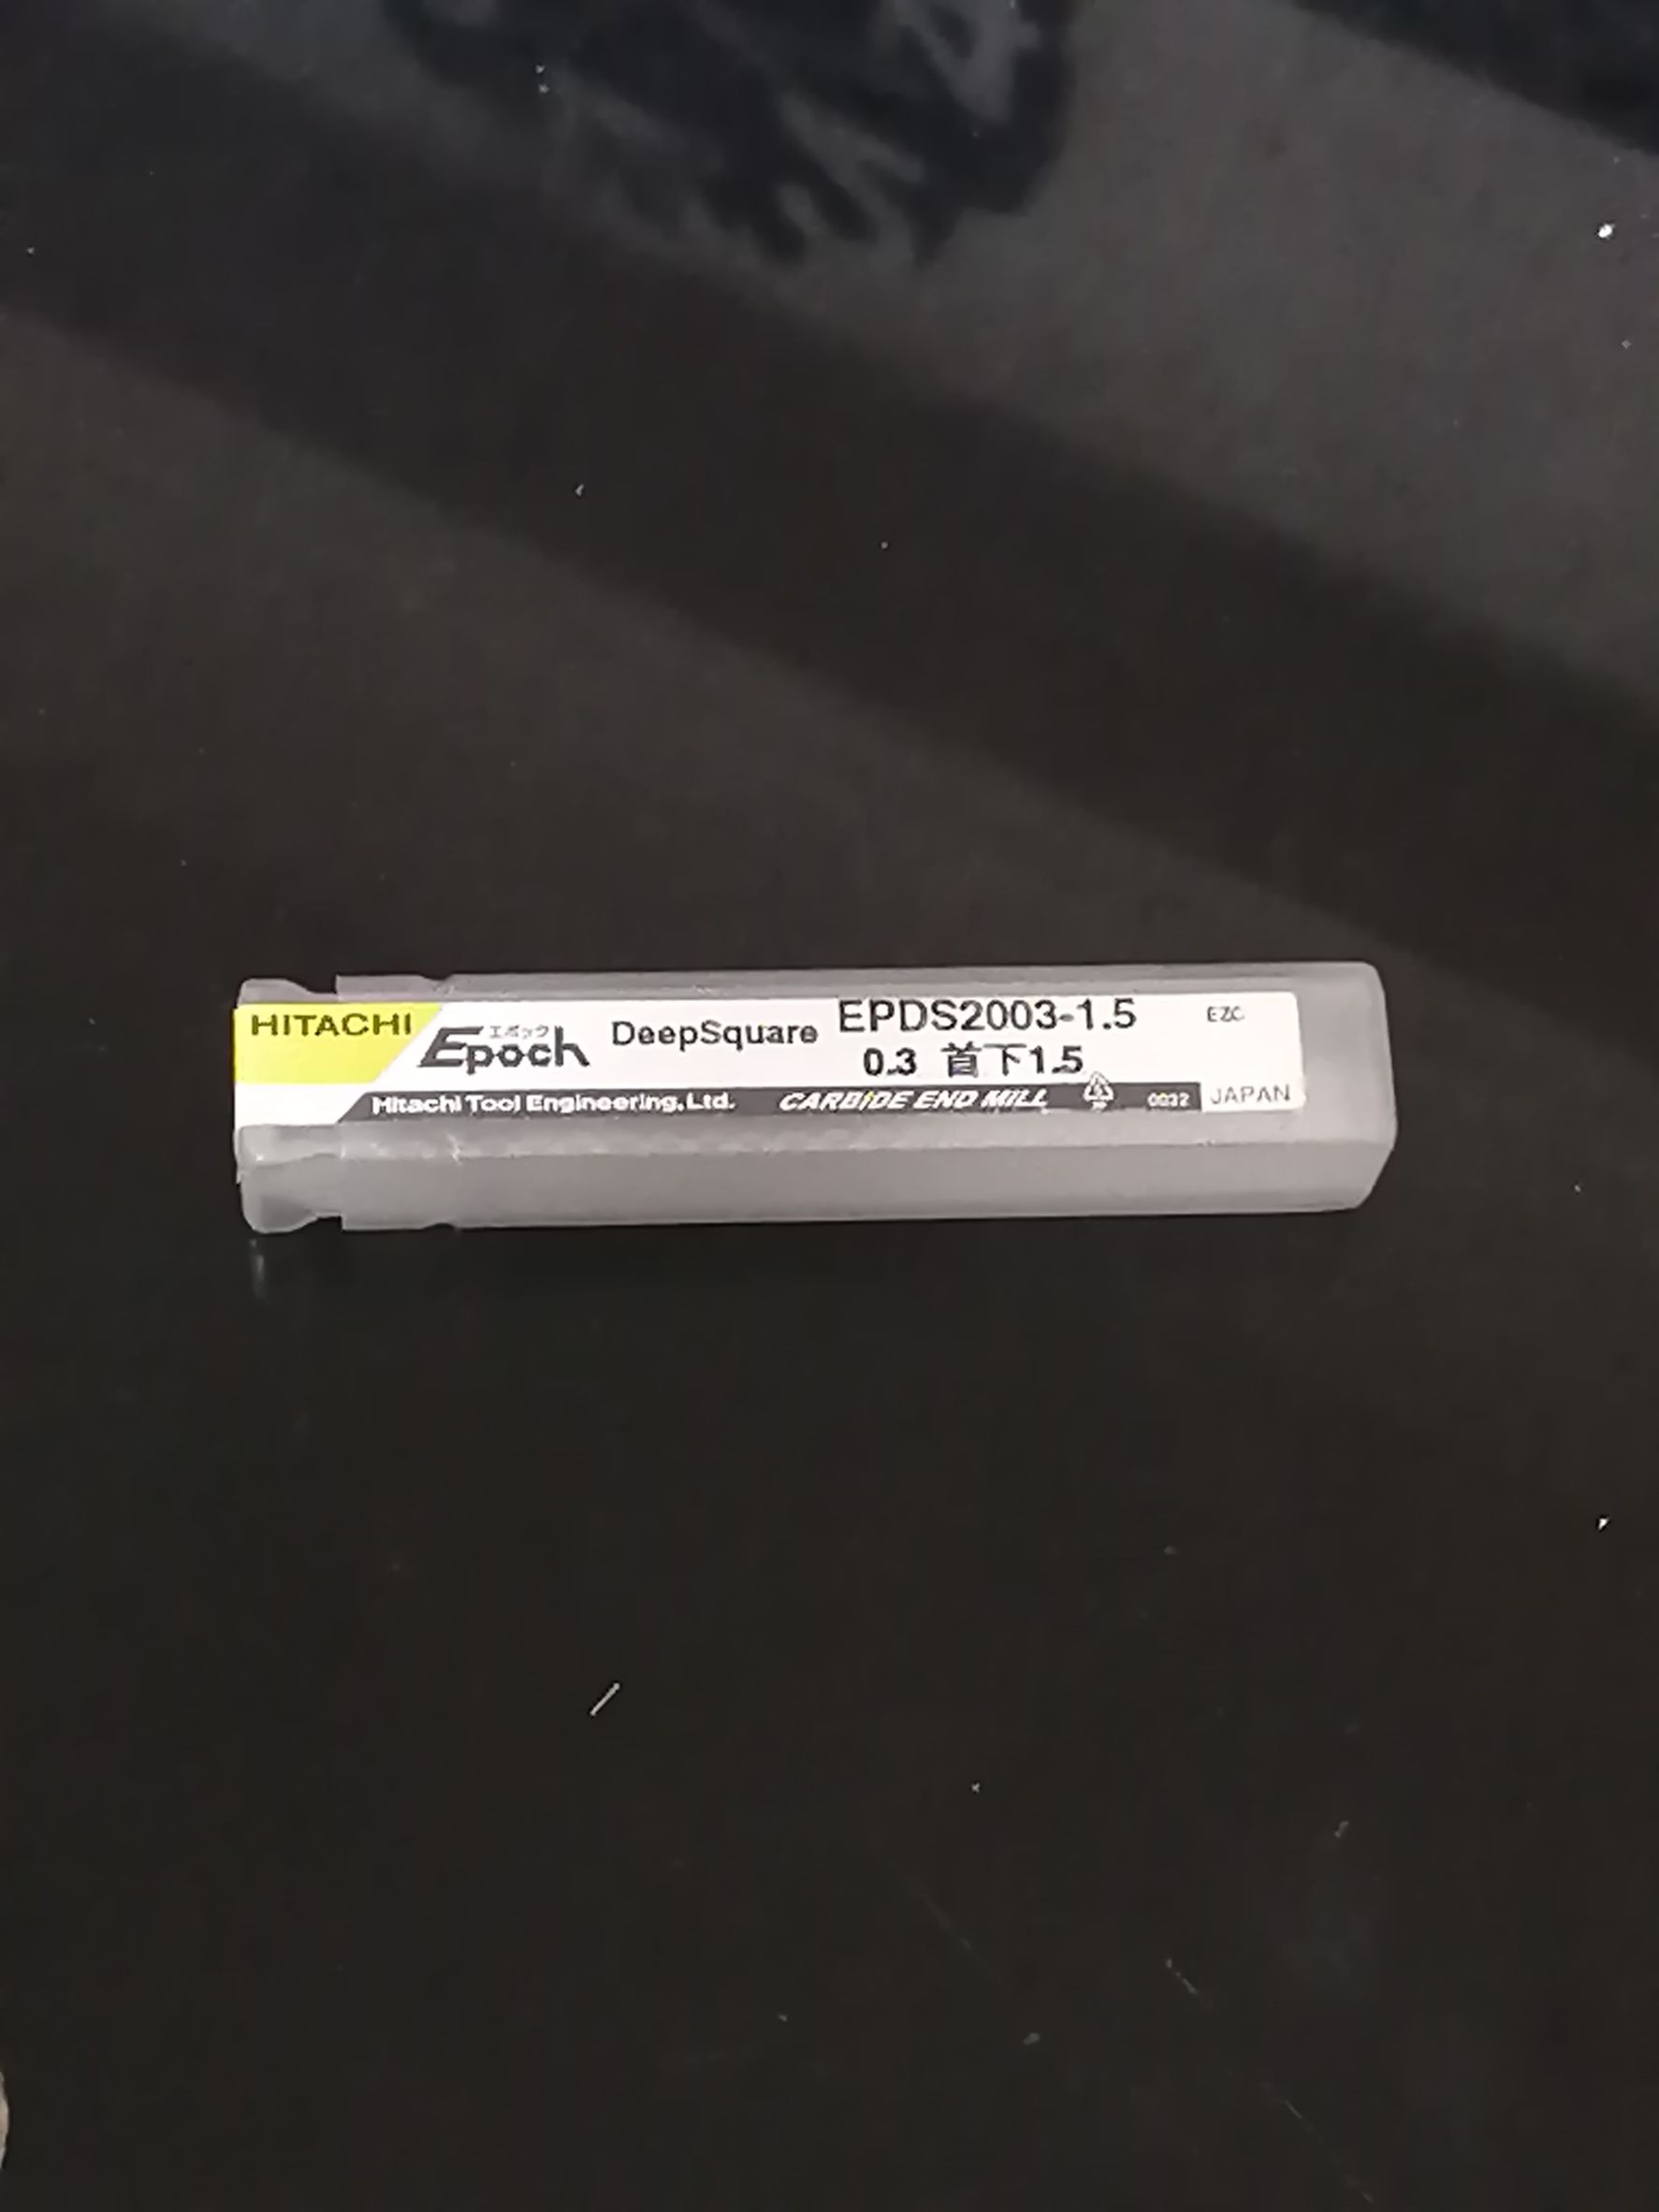 HITACHI
エポック
Epoch
DeepSquare
EPDS2003-1.5
0.3 首下1.5
EZC
Hitachi Tool Engineering,Ltd. CARBIDE END MILL 0032 JAPAN